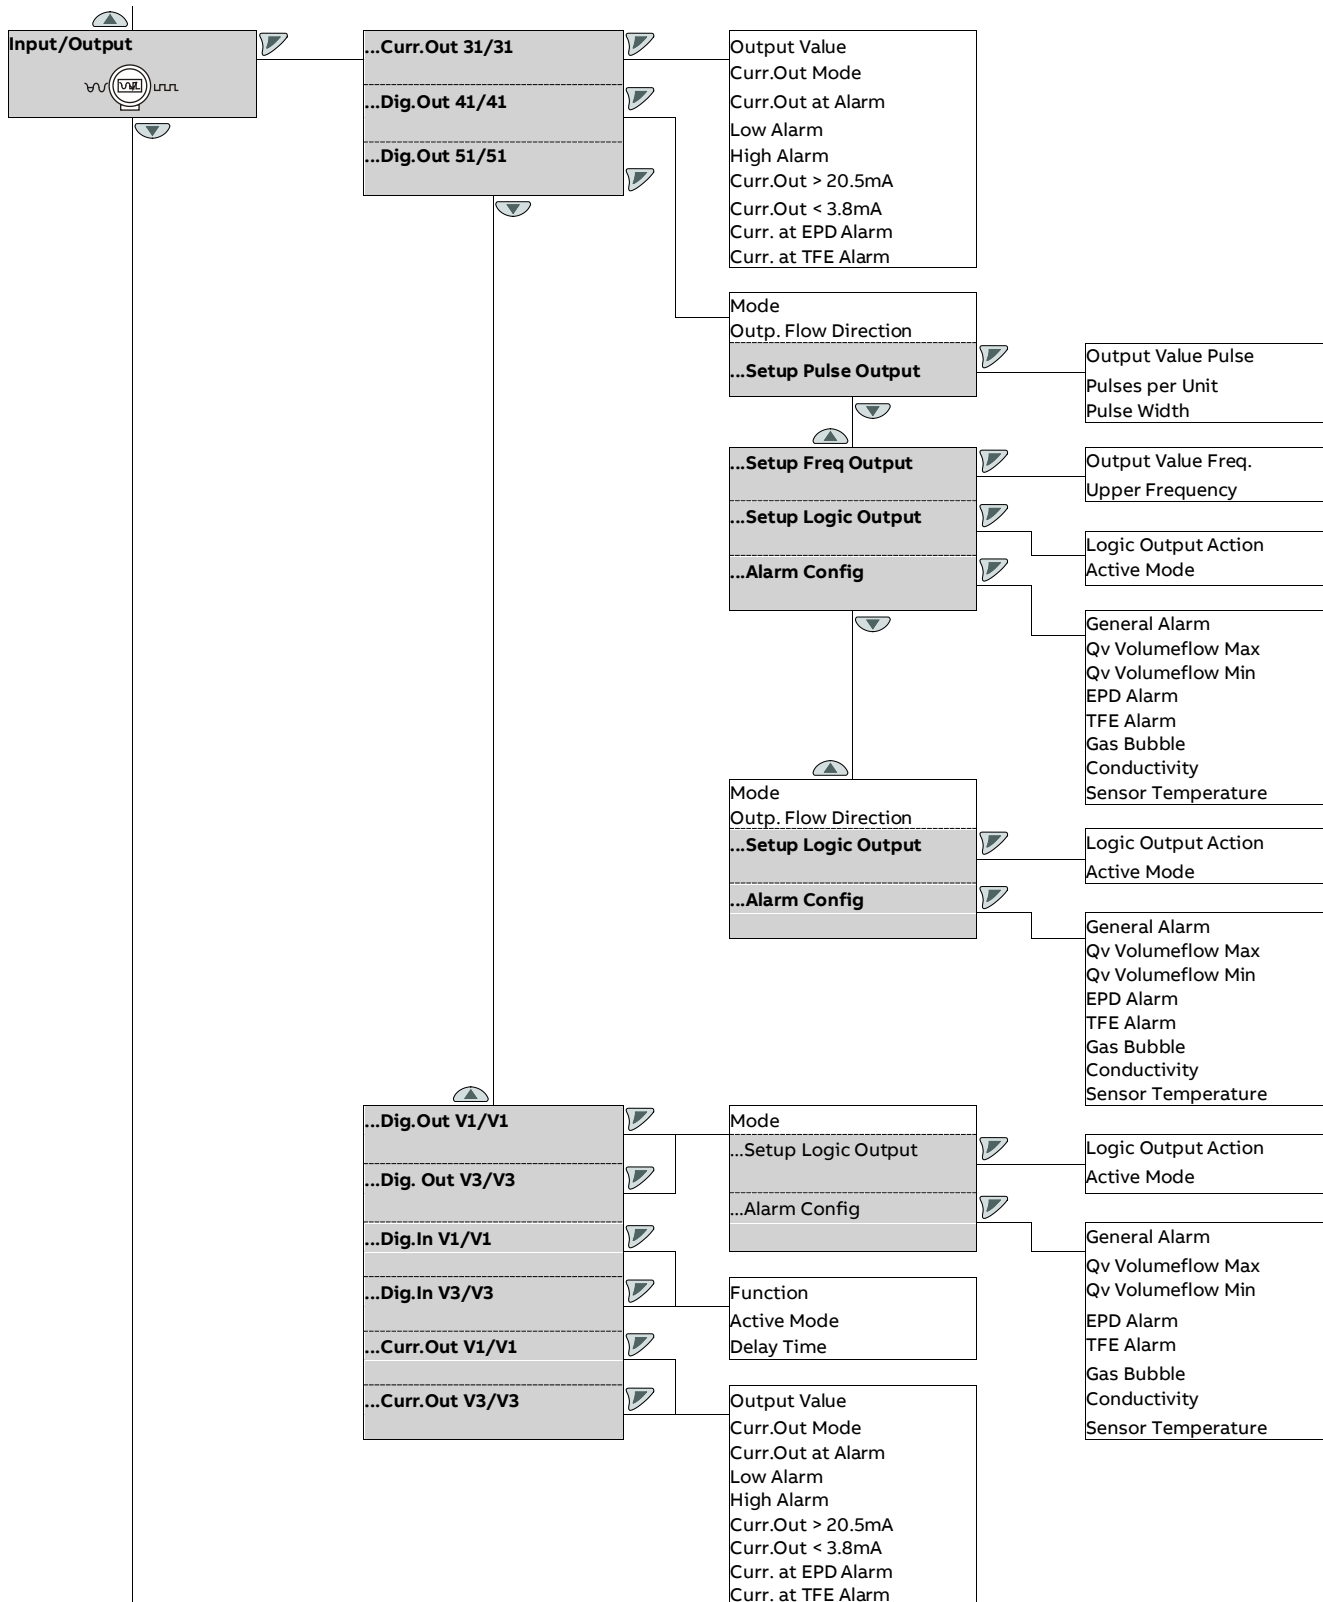 Input/Output
...Curr.Out 31/31
...Dig.Out 41/41
...Dig.Out 51/51
Output Value
Curr.Out Mode
Curr.Out at Alarm
Low Alarm
High Alarm
Curr.Out > 20.5mA
Curr.Out < 3.8mA
Curr. at EPD Alarm
Curr. at TFE Alarm
Mode
Outp. Flow Direction
...Setup Pulse Output
Output Value Pulse
Pulses per Unit
Pulse Width
...Setup Freq Output
...Setup Logic Output
...Alarm Config
Output Value Freq.
Upper Frequency
Logic Output Action
Active Mode
General Alarm
Qv Volumeflow Max
Qv Volumeflow Min
EPD Alarm
TFE Alarm
Gas Bubble
Conductivity
Sensor Temperature
Mode
Outp. Flow Direction
...Setup Logic Output
...Alarm Config
Logic Output Action
Active Mode
General Alarm
Qv Volumeflow Max
Qv Volumeflow Min
EPD Alarm
TFE Alarm
Gas Bubble
Conductivity
Sensor Temperature
...Dig.Out V1/V1
...Dig. Out V3/V3
...Dig.In V1/V1
...Dig.In V3/V3
...Curr.Out V1/V1
...Curr.Out V3/V3
Mode
...Setup Logic Output
...Alarm Config
Logic Output Action
Active Mode
General Alarm
Qv Volumeflow Max
Qv Volumeflow Min
EPD Alarm
TFE Alarm
Gas Bubble
Conductivity
Sensor Temperature
Function
Active Mode
Delay Time
Output Value
Curr.Out Mode
Curr.Out at Alarm
Low Alarm
High Alarm
Curr.Out > 20.5mA
Curr.Out < 3.8mA
Curr. at EPD Alarm
Curr. at TFE Alarm